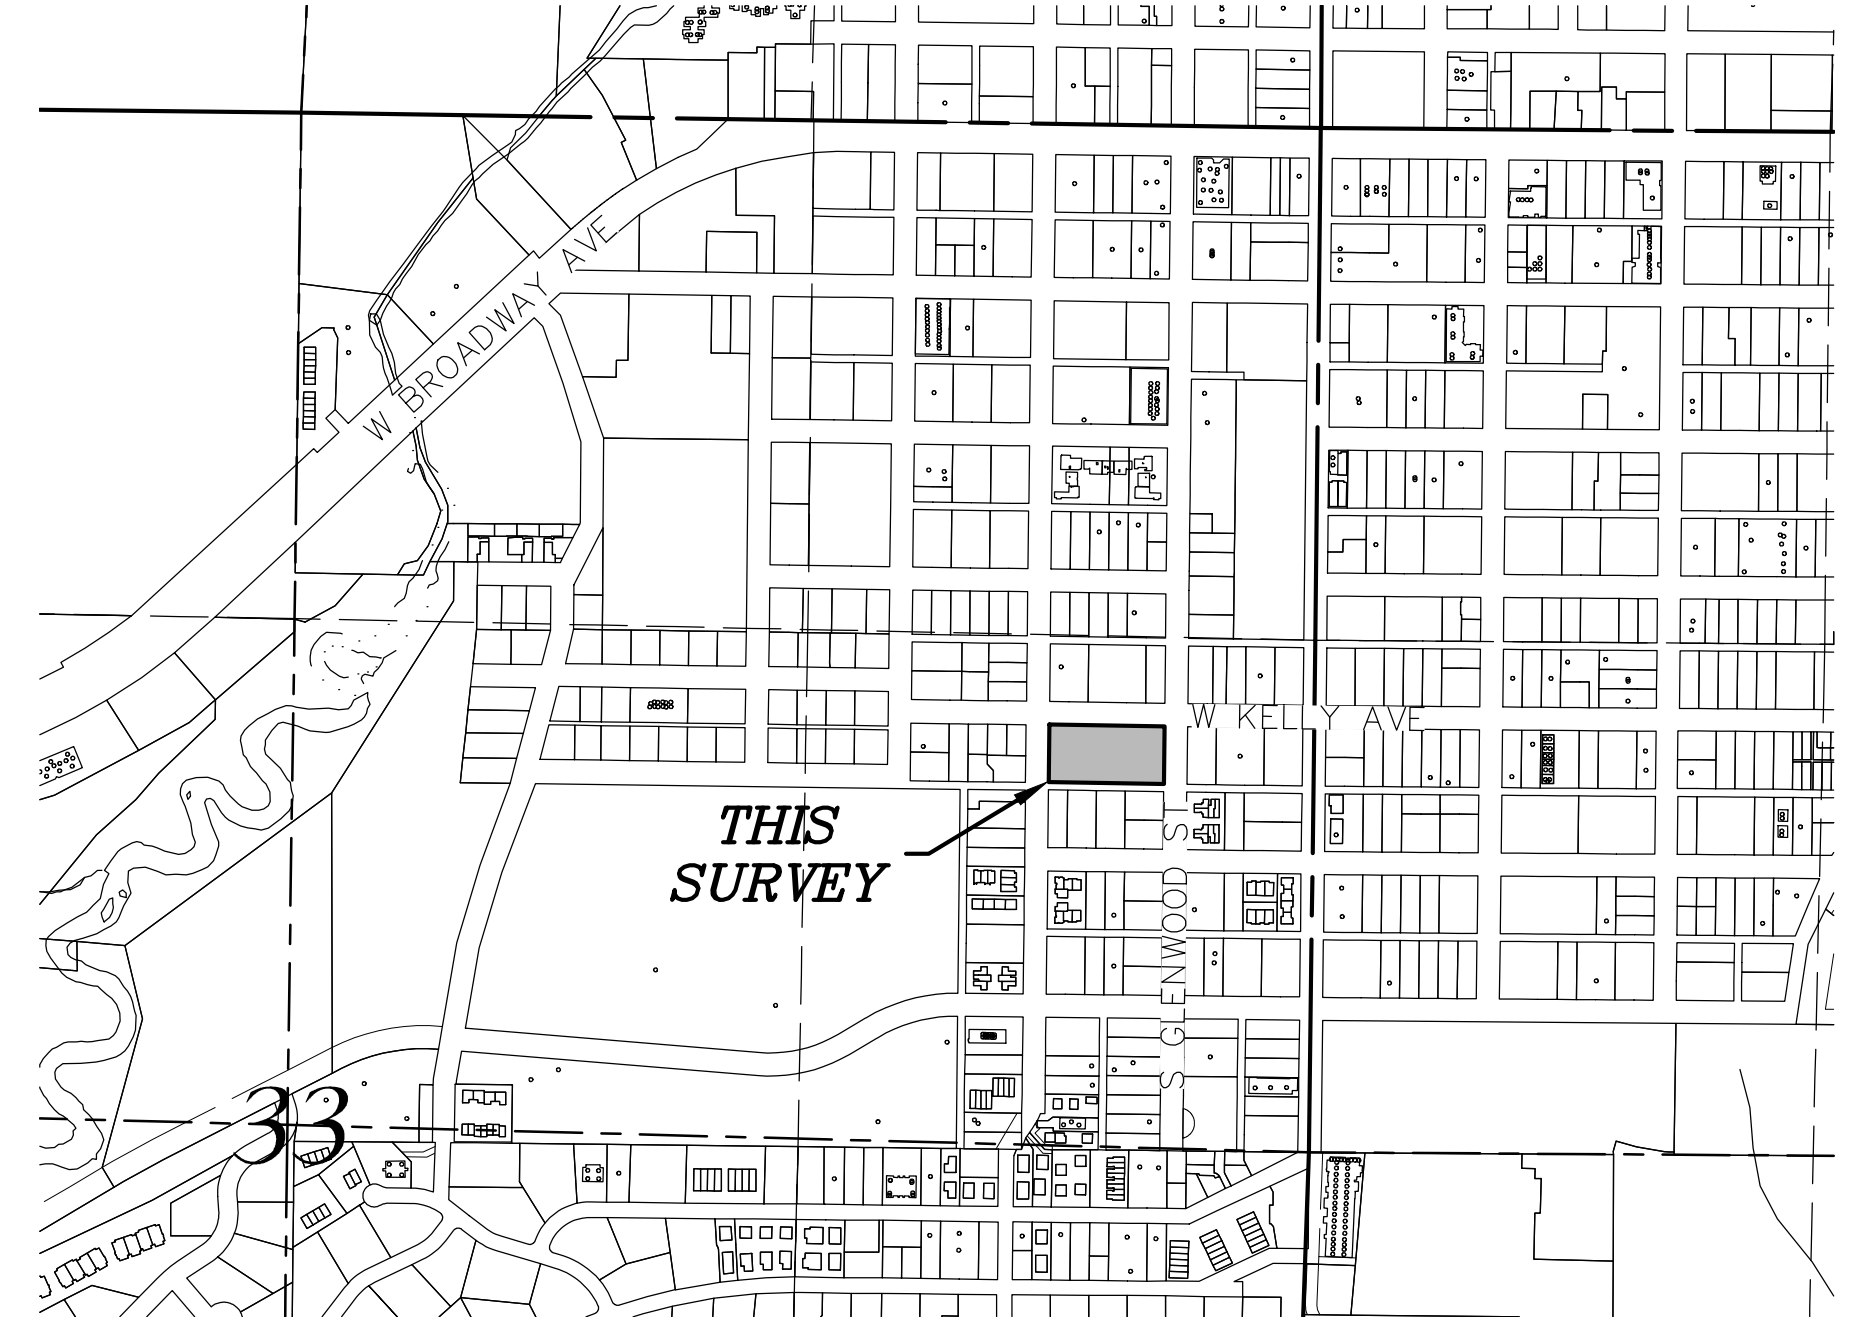 W BROADWAY AVE
W KELLY AVE
THIS
SURVEY
S GLENWOOD ST
33